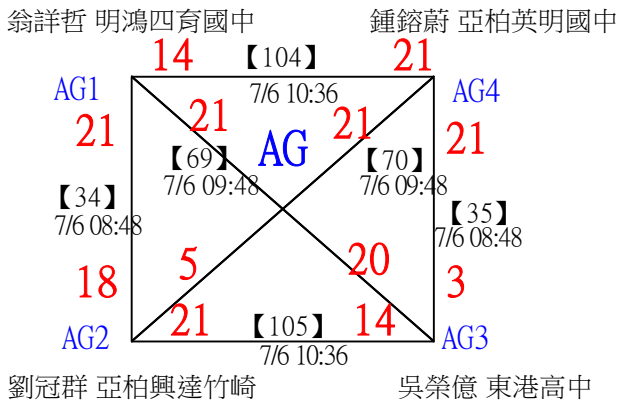 翁詳哲 明鴻四育國中 鍾鎔蔚 亞柏英明國中
14 【104】 21
AG1 7/6 10:36 AG4
21 21 21 21
【69】 AG 【70】
7/6 09:48 7/6 09:48
【34】 【35】
7/6 08:48 7/6 08:48
5 20
18 3
21 【105】 14
AG2 7/6 10:36 AG3
劉冠群 亞柏興達竹崎 吳榮億 東港高中